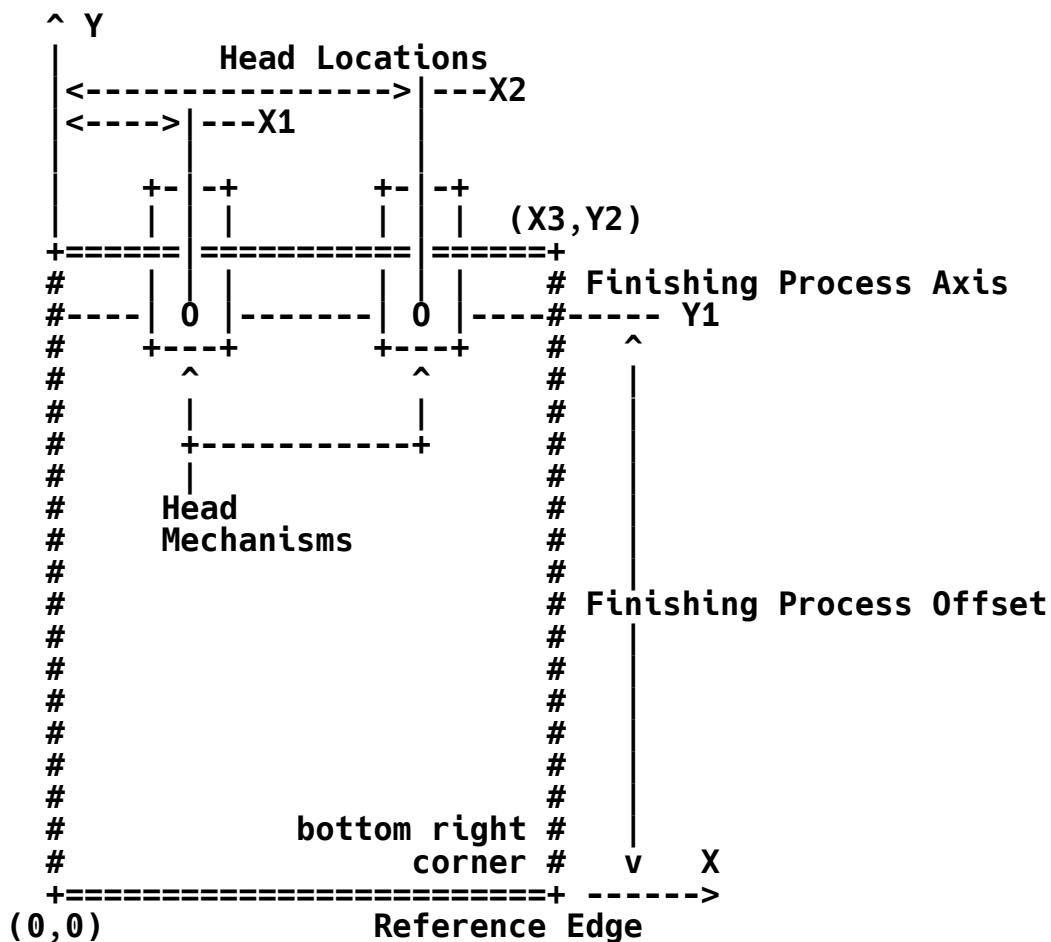 ^ Y
Head Locations
X2
X1
(X3,Y2)
Finishing Process Axis
O O Y1
Head
Mechanisms
Finishing Process Offset
bottom right
corner v X
(0,0) Reference Edge